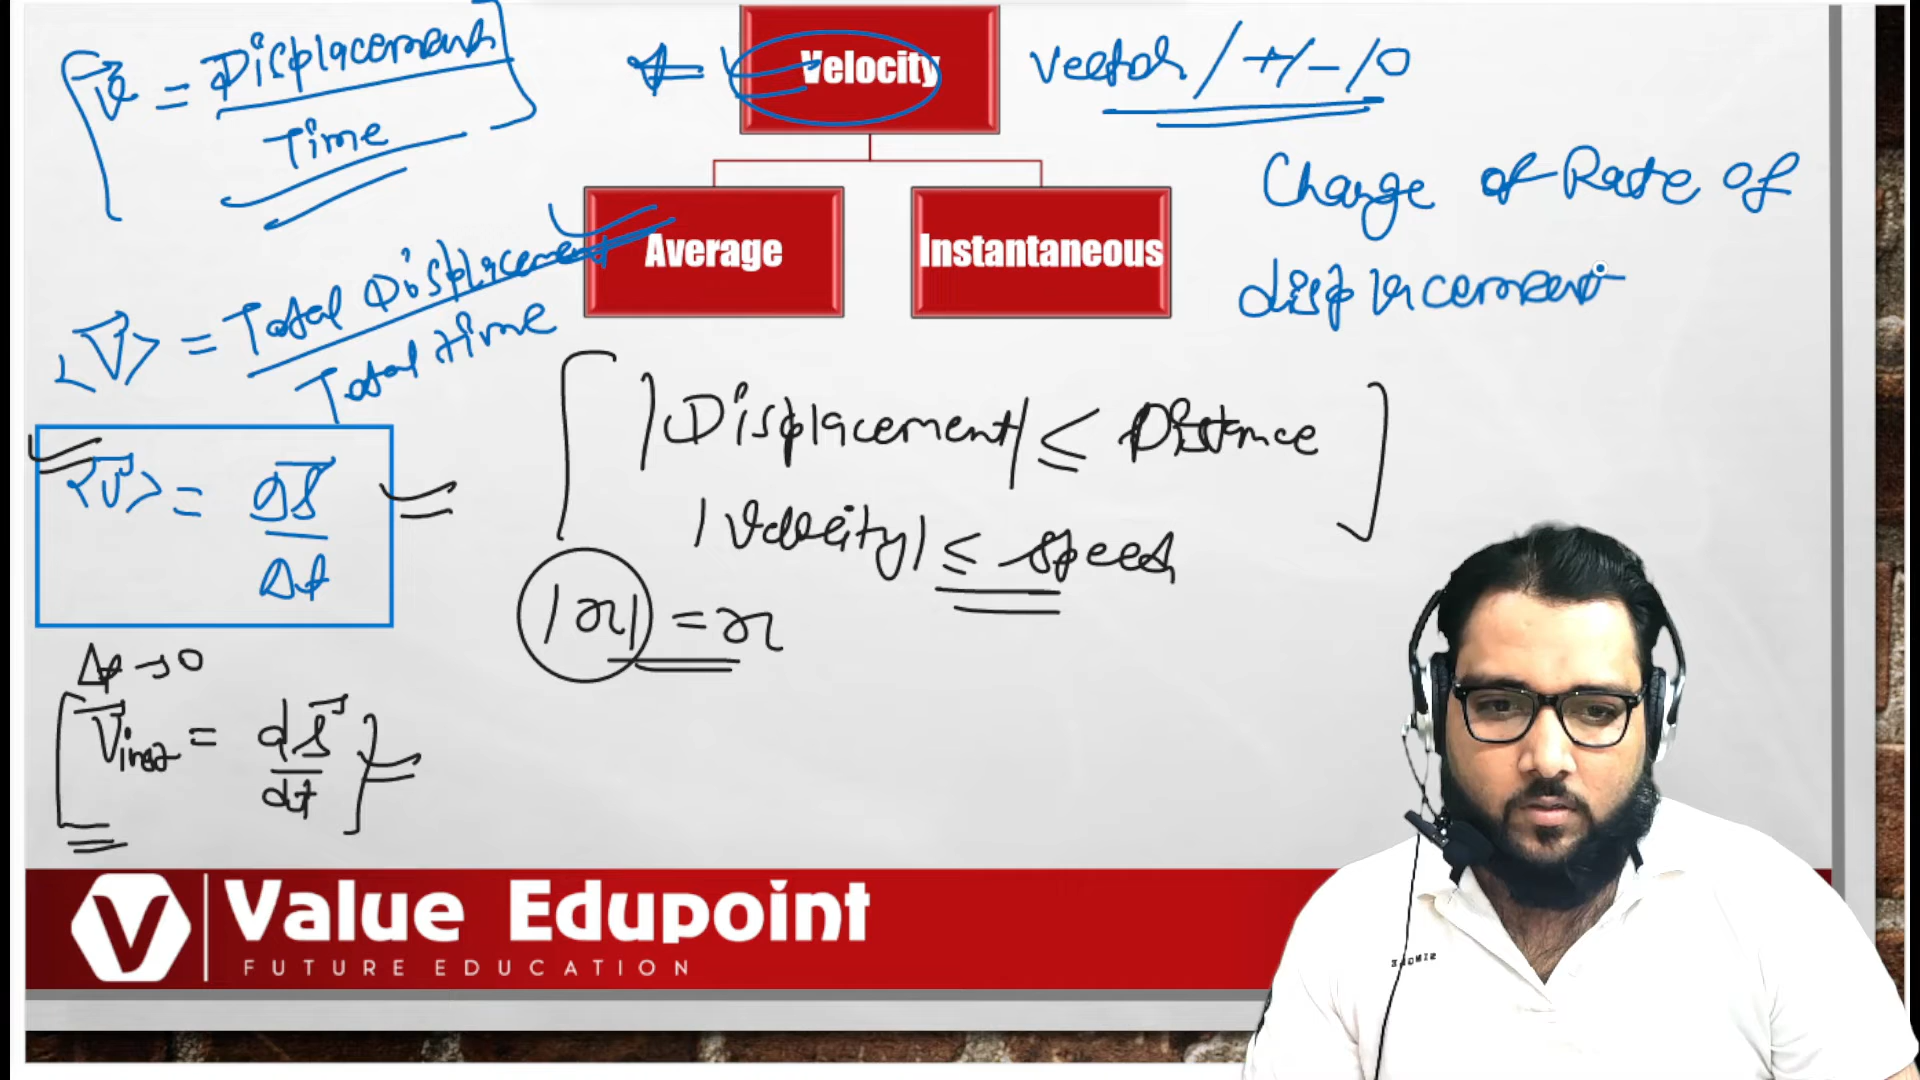 v⃗ = Displacement / Time
Velocity
Vector / +/-/0
Change of Rate of
displacement
Average
Instantaneous
<V⃗> = Total Displacement / Total time
|Displacement| ≤ Distance
<v⃗> = Δs⃗ / Δt
|Velocity| ≤ speed
|x| = x
Δt → 0
V⃗inst = ds⃗ / dt
Value Edupoint
FUTURE EDUCATION